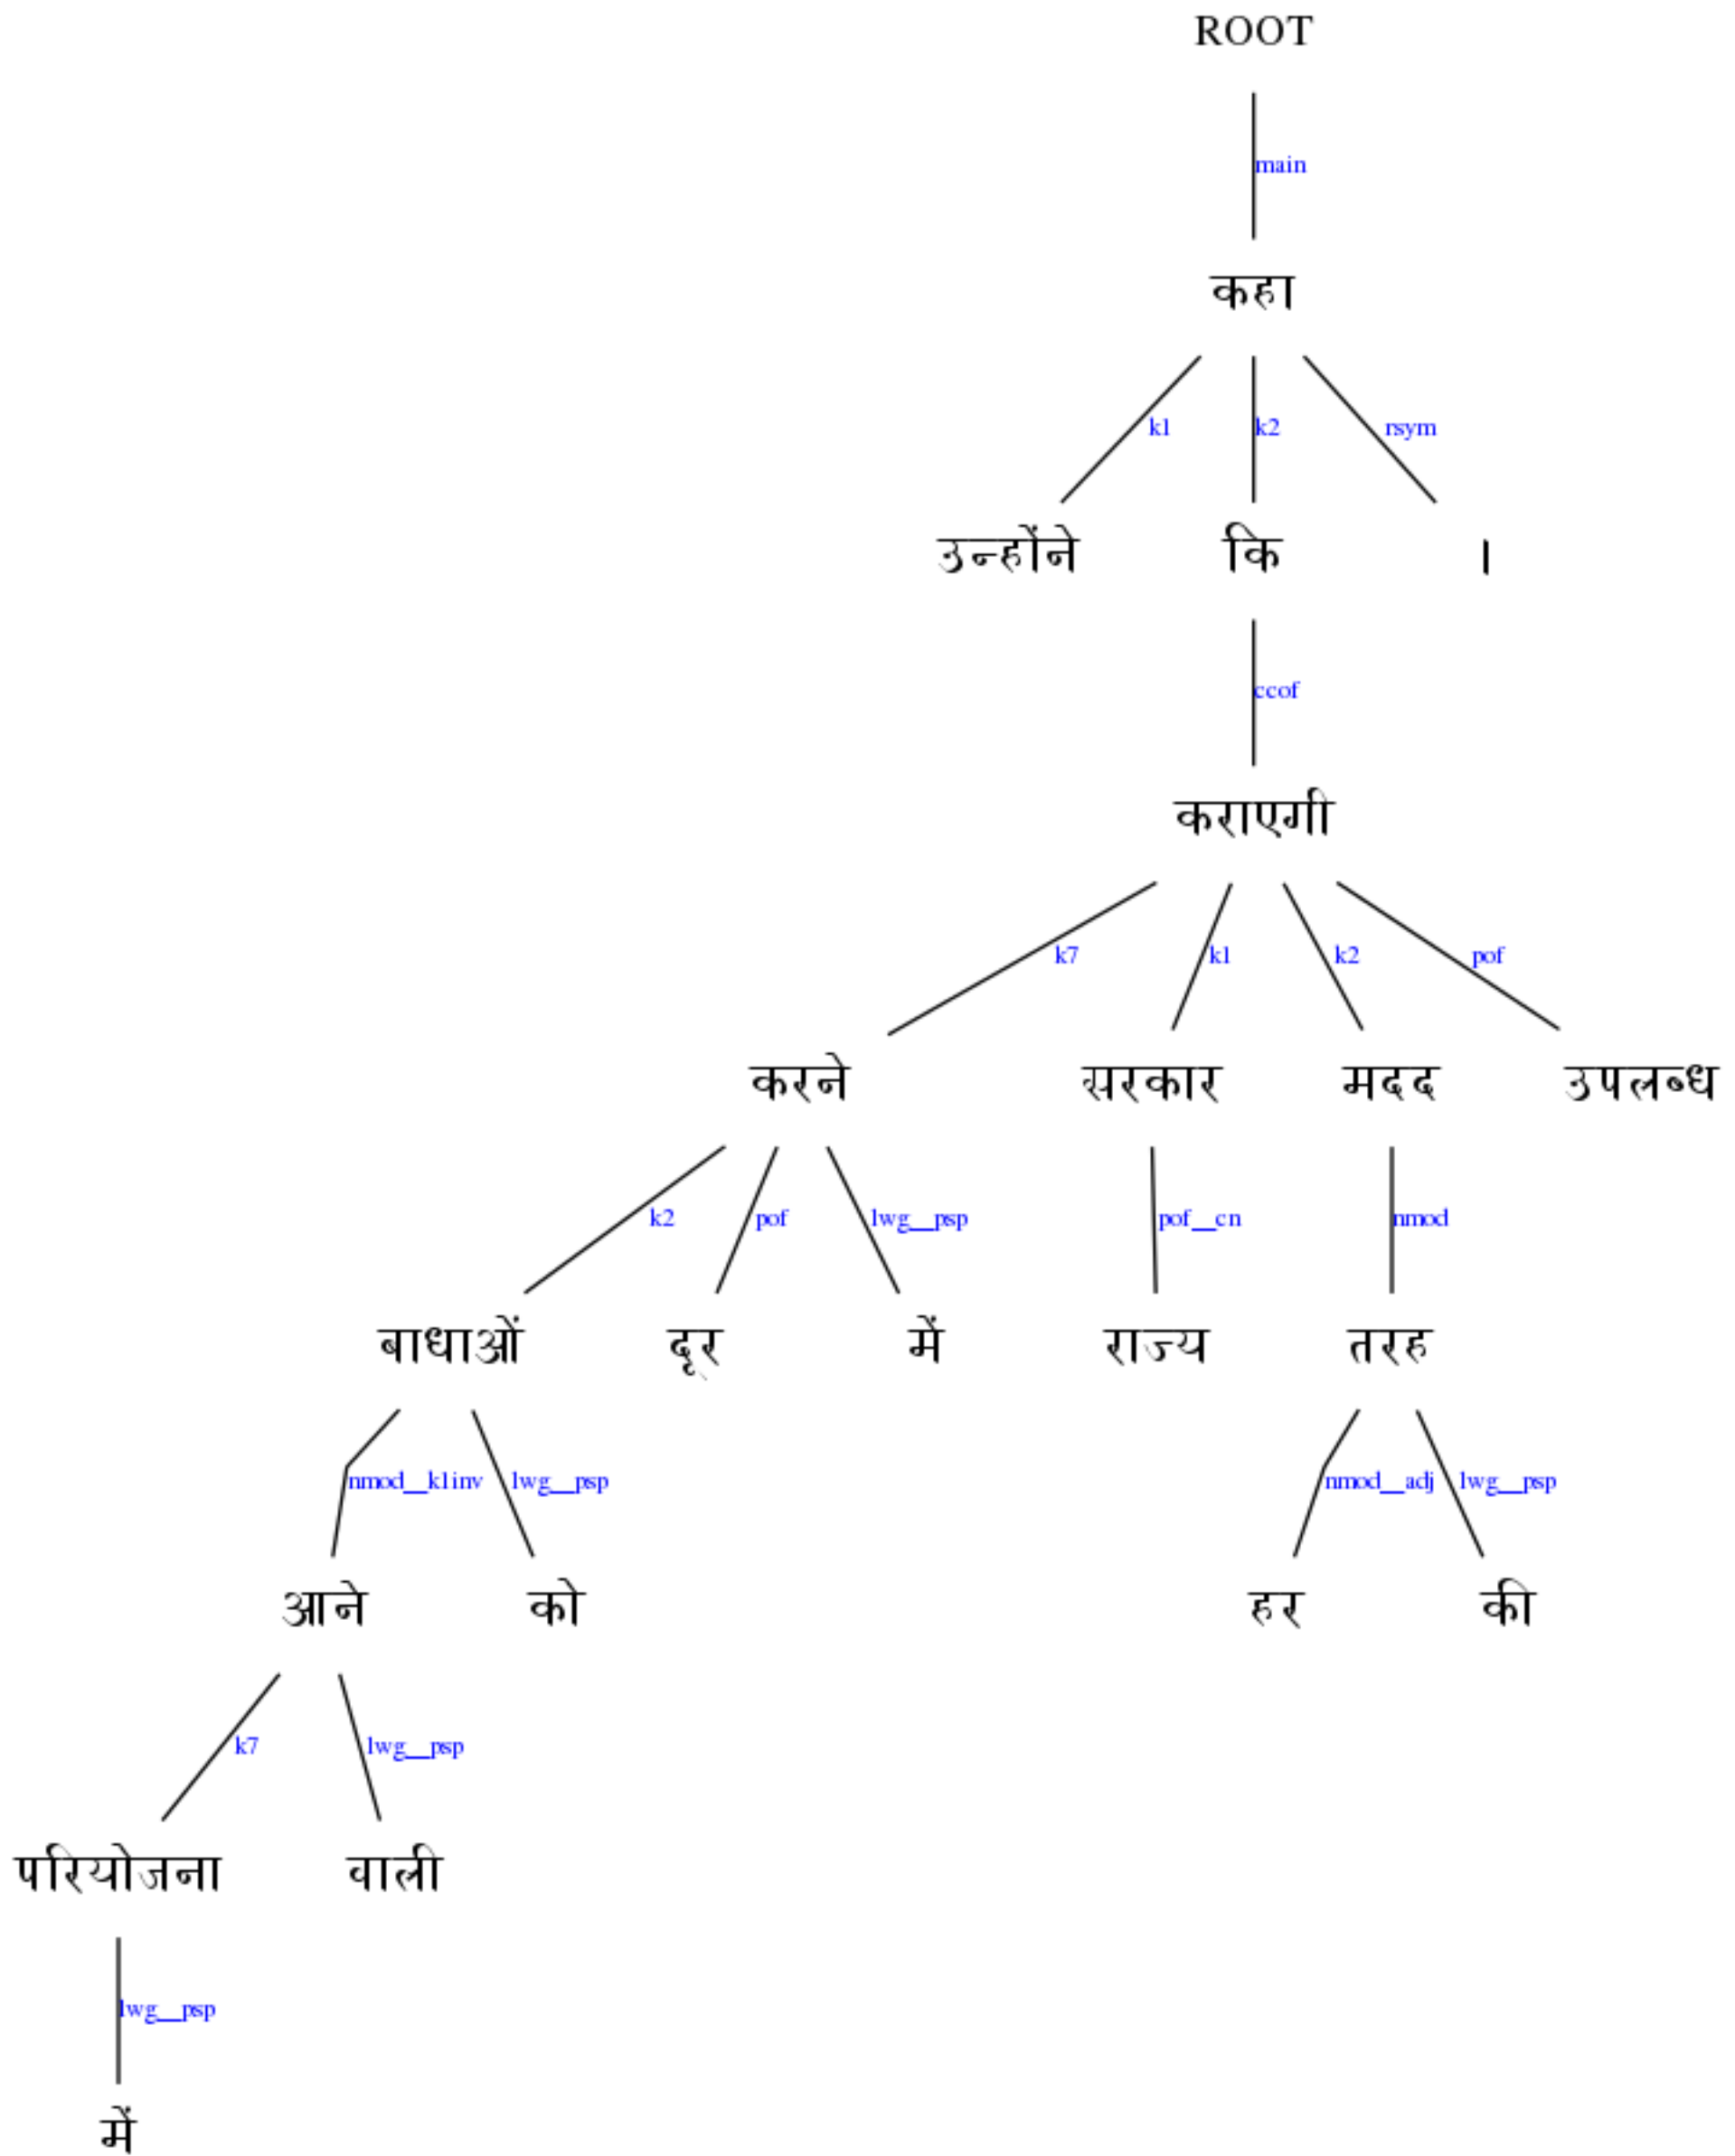 ROOT
main
कहा
k1 k2 rsym
उन्होंने कि ।
ccof
कराएगी
k7 k1 k2 pof
करने सरकार मदद उपलब्ध
k2 pof lwg__psp pof__cn nmod
बाधाओं दूर में राज्य तरह
nmod__k1inv lwg__psp nmod__adj lwg__psp
आने को हर की
k7 lwg__psp
परियोजना वाली
lwg__psp
में